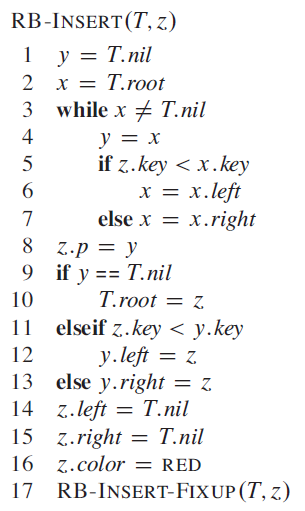 RB-INSERT(T, z)
1 y = T.nil
2 x = T.root
3 while x ≠ T.nil
4 y = x
5 if z.key < x.key
6 x = x.left
7 else x = x.right
8 z.p = y
9 if y == T.nil
10 T.root = z
11 elseif z.key < y.key
12 y.left = z
13 else y.right = z
14 z.left = T.nil
15 z.right = T.nil
16 z.color = RED
17 RB-INSERT-FIXUP(T, z)